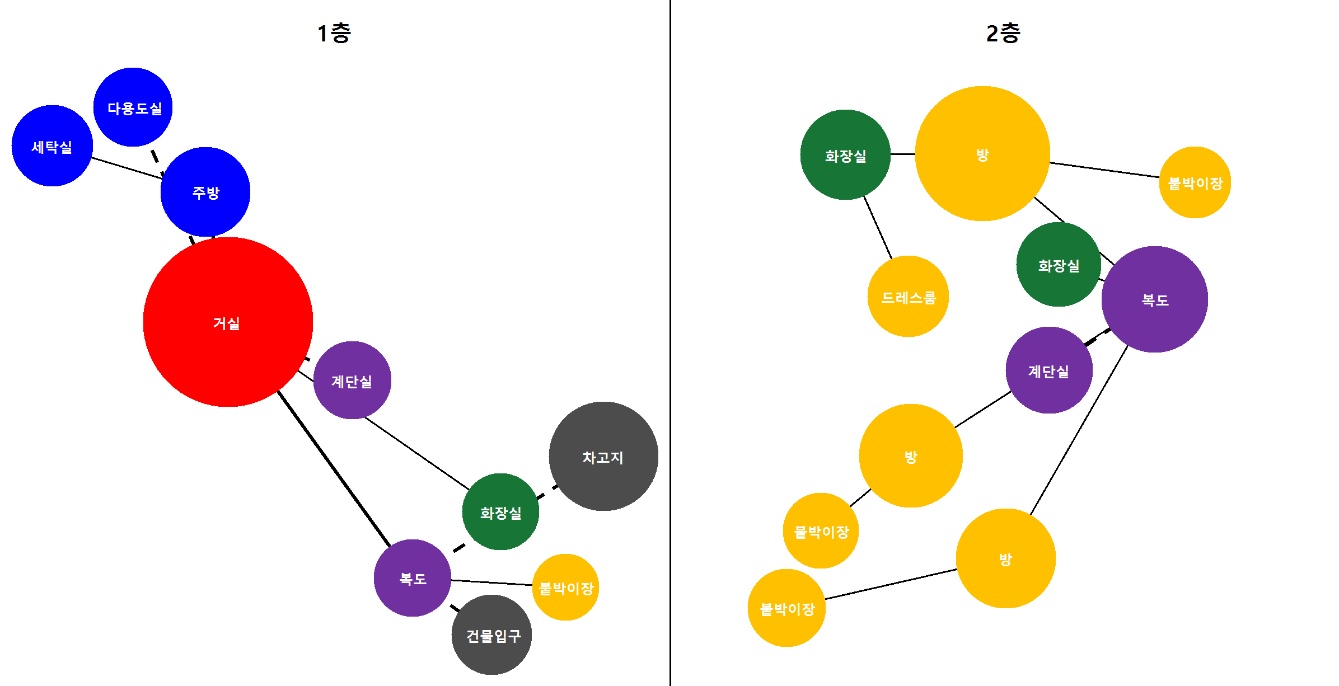 1층
다용도실
세탁실
주방
거실
계단실
차고지
화장실
복도
붙박이장
건물입구
2층
화장실
방
붙박이장
화장실
드레스룸
복도
계단실
방
믈박이장
방
붙박이장